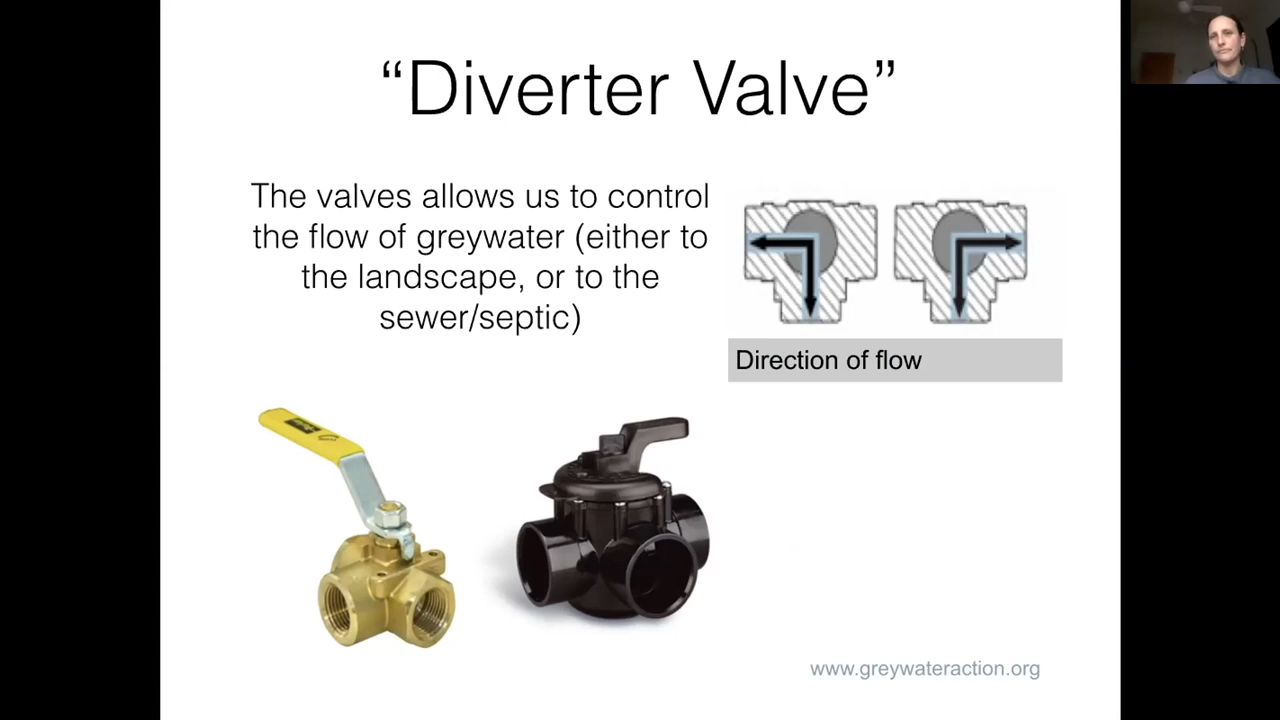 “Diverter Valve”
The valves allows us to control
the flow of greywater (either to
the landscape, or to the
sewer/septic)
Direction of flow
www.greywateraction.org